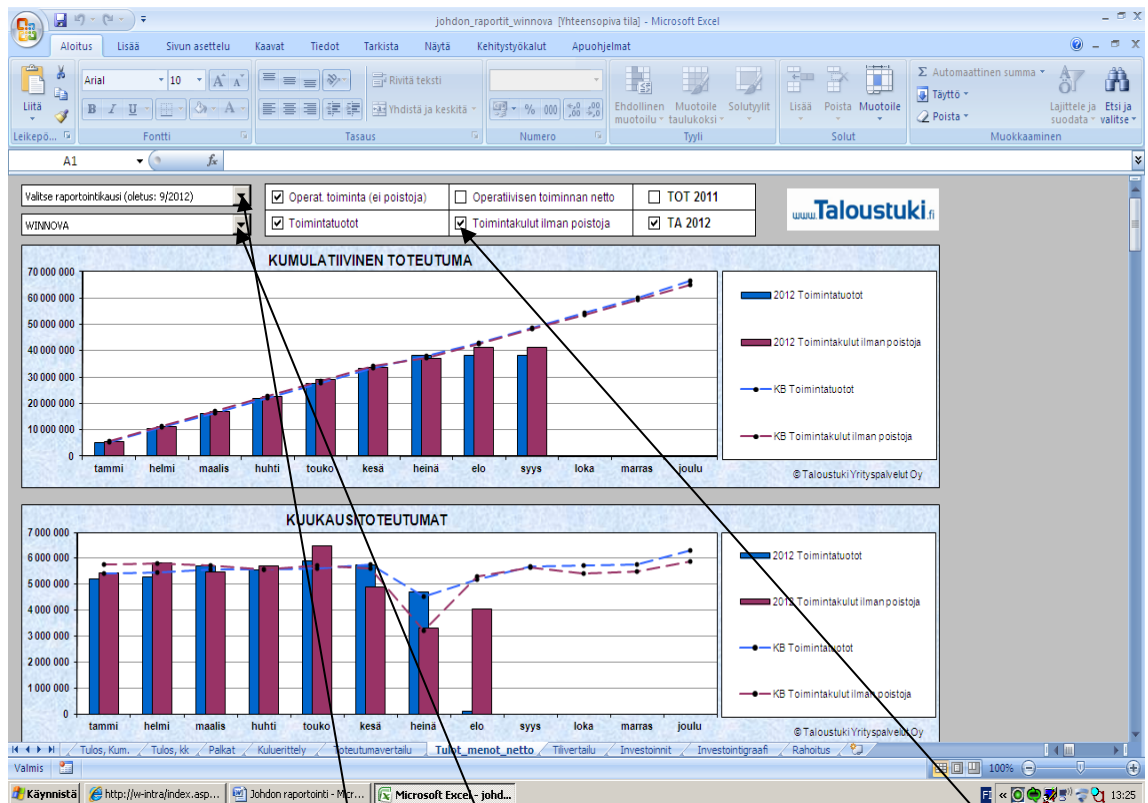 johdon_raportit_winnova [Yhteensopiva tila] - Microsoft Excel
Aloitus Lisää Sivun asettelu Kaavat Tiedot Tarkista Näytä Kehitystyökalut Apuohjelmat
Liitä
Arial 10
Rivitä teksti
Yhdistä ja keskitä
Ehdollinen muotoilu Muotoile taulukoksi Solutyylit
Lisää Poista Muotoile
Σ Automaattinen summa
Täyttö
Poista
Lajittele ja suodata Etsi ja valitse
Leikepö... Fontti Tasaus Numero Tyyli Solut Muokkaaminen
A1 fx
Valitse raportointikausi (oletus: 9/2012)
WINNOVA
Operat. toiminta (ei poistoja) Operatiivisen toiminnan netto TOT 2011
Toimintatuotot Toimintakulut ilman poistoja TA 2012
www.Taloustuki.fi
KUMULATIIVINEN TOTEUTUMA
70 000 000
60 000 000
50 000 000
40 000 000
30 000 000
20 000 000
10 000 000
0
tammi helmi maalis huhti touko kesä heinä elo syys loka marras joulu
2012 Toimintatuotot
2012 Toimintakulut ilman poistoja
KB Toimintatuotot
KB Toimintakulut ilman poistoja
© Taloustuki Yrityspalvelut Oy
KUUKAUSITOTEUTUMAT
7 000 000
6 000 000
5 000 000
4 000 000
3 000 000
2 000 000
1 000 000
0
tammi helmi maalis huhti touko kesä heinä elo syys loka marras joulu
2012 Toimintatuotot
2012 Toimintakulut ilman poistoja
KB Toimintatuotot
KB Toimintakulut ilman poistoja
© Taloustuki Yrityspalvelut Oy
Tulos, Kum. Tulos, kk Palkat Kuluerittely Toteutumavertailu Tulot_menot_netto Tilivertailu Investoinnit Investointigraafi Rahoitus
Valmis 100%
Käynnistä http://w-intra/index.asp... Johdon raportointi - Micr... Microsoft Excel - johd... FI 13:25